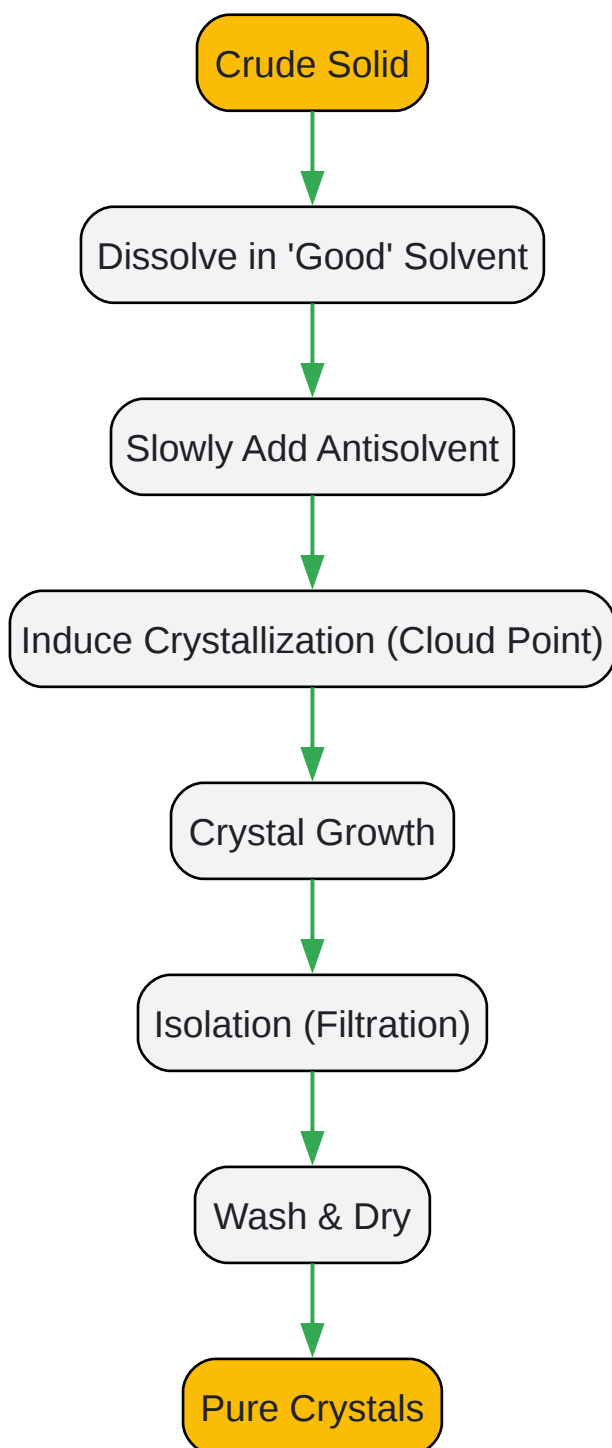 Crude Solid
Dissolve in 'Good' Solvent
Slowly Add Antisolvent
Induce Crystallization (Cloud Point)
Crystal Growth
Isolation (Filtration)
Wash & Dry
Pure Crystals